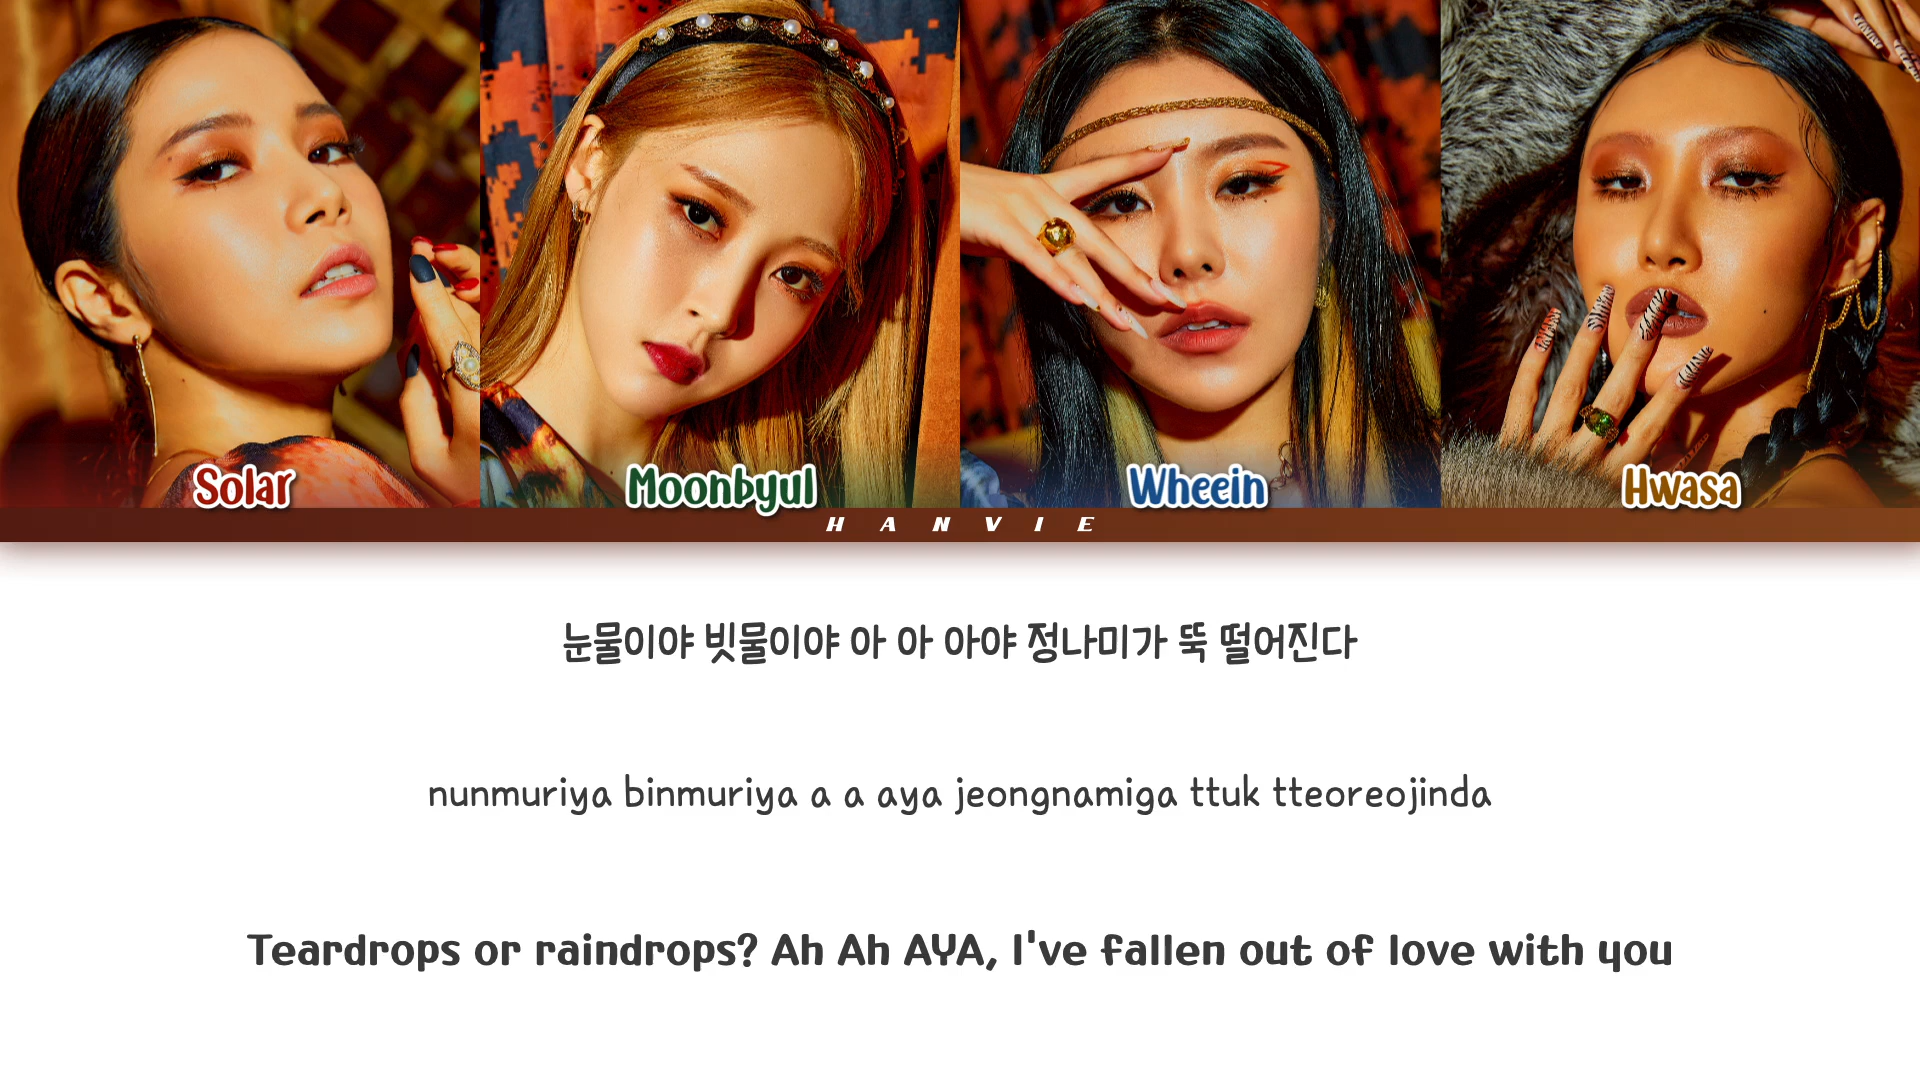 Solar
Moonbyul
Wheein
Hwasa
HANVIE
눈물이야 빗물이야 아 아 아야 정나미가 뚝 떨어진다
nunmuriya binmuriya a a aya jeongnamiga ttuk tteoreojinda
Teardrops or raindrops? Ah Ah AYA, I've fallen out of love with you